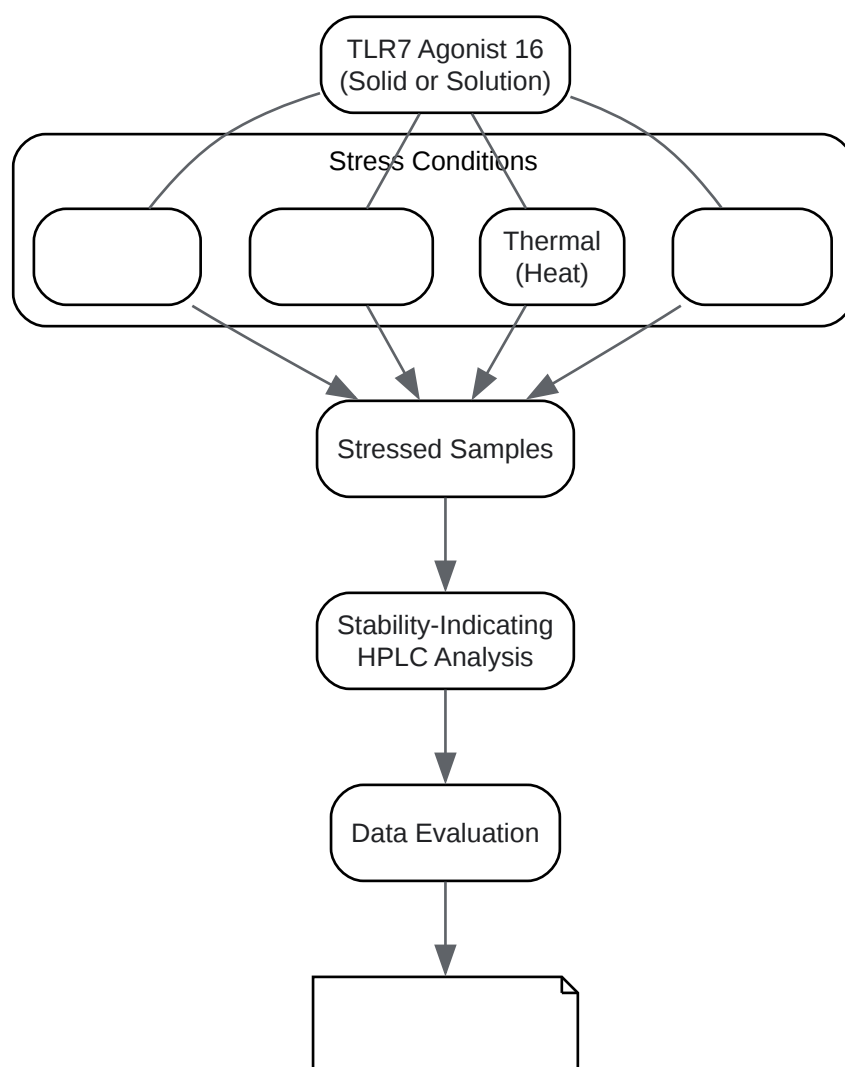 TLR7 Agonist 16
(Solid or Solution)
Stress Conditions
Thermal
(Heat)
Stressed Samples
Stability-Indicating
HPLC Analysis
Data Evaluation